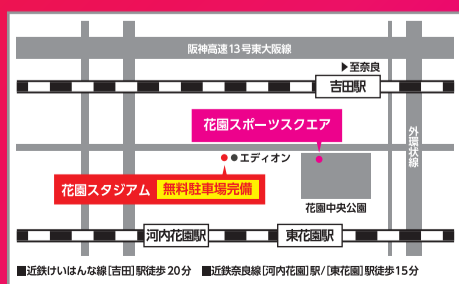 阪神高速13号東大阪線
▶至奈良
吉田駅
花園スポーツスクエア
外環状線
●エディオン
花園スタジアム 無料駐車場完備
花園中央公園
河内花園駅
東花園駅
■近鉄けいはんな線[吉田]駅徒歩20分 ■近鉄奈良線[河内花園]駅/[東花園]駅徒歩15分